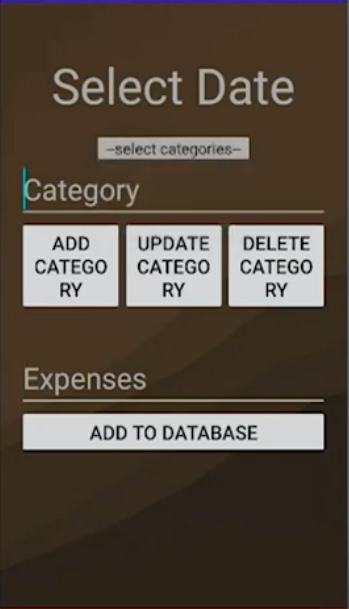 Select Date
--select categories--
Category
ADD CATEGO RY
UPDATE CATEGO RY
DELETE CATEGO RY
Expenses
ADD TO DATABASE